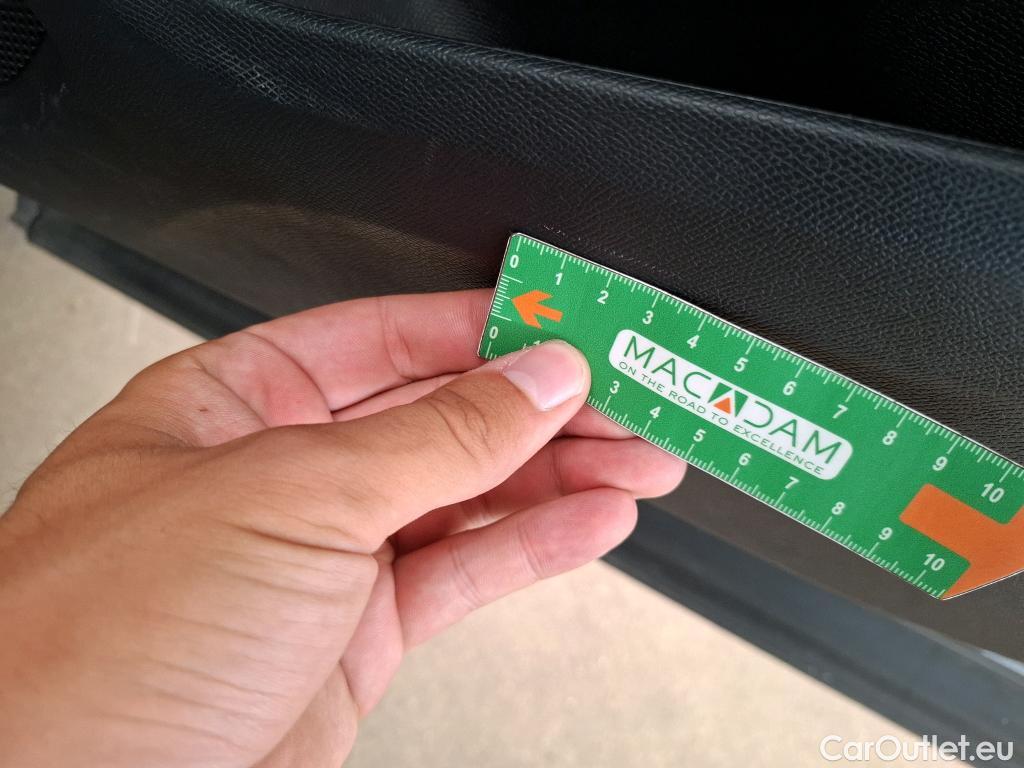 0 1 2 3 4 5 6 7 8 9 10
MACADAM
ON THE ROAD TO EXCELLENCE
0 1 3 4 5 6 7 8 9 10
CarOutlet.eu